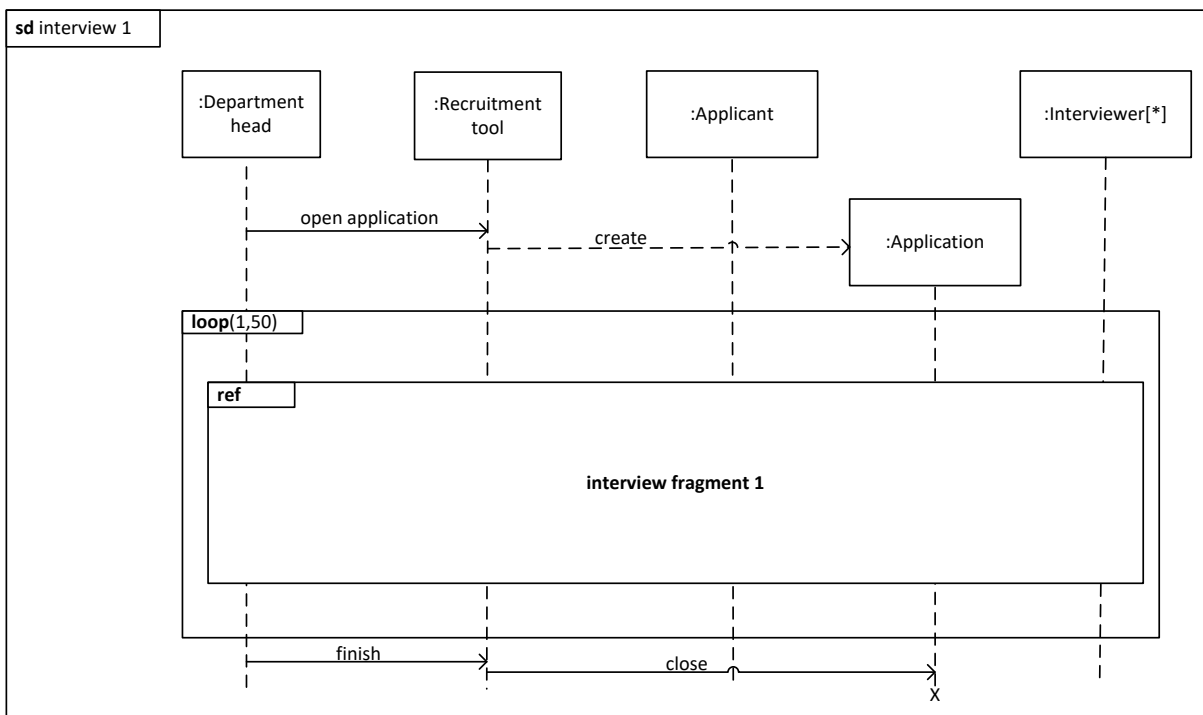 sd interview 1
:Department
head
:Recruitment
tool
:Applicant
:Interviewer[*]
open application
create
:Application
loop(1,50)
ref
interview fragment 1
finish
close
X